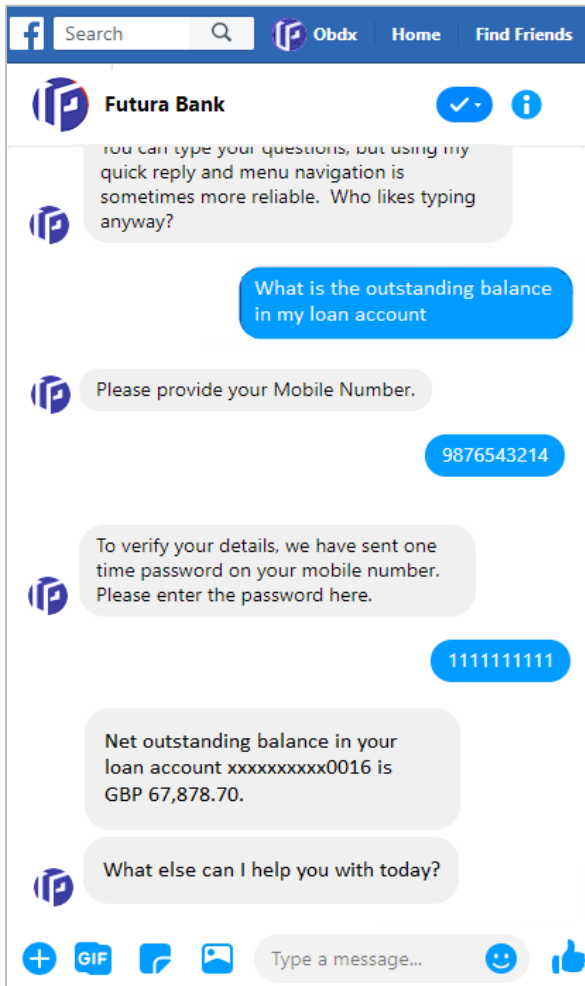 f Search Obdx Home Find Friends
Futura Bank
You can type your questions, but using my
quick reply and menu navigation is
sometimes more reliable. Who likes typing
anyway?
What is the outstanding balance
in my loan account
Please provide your Mobile Number.
9876543214
To verify your details, we have sent one
time password on your mobile number.
Please enter the password here.
1111111111
Net outstanding balance in your
loan account xxxxxxxxxx0016 is
GBP 67,878.70.
What else can I help you with today?
GIF Type a message...